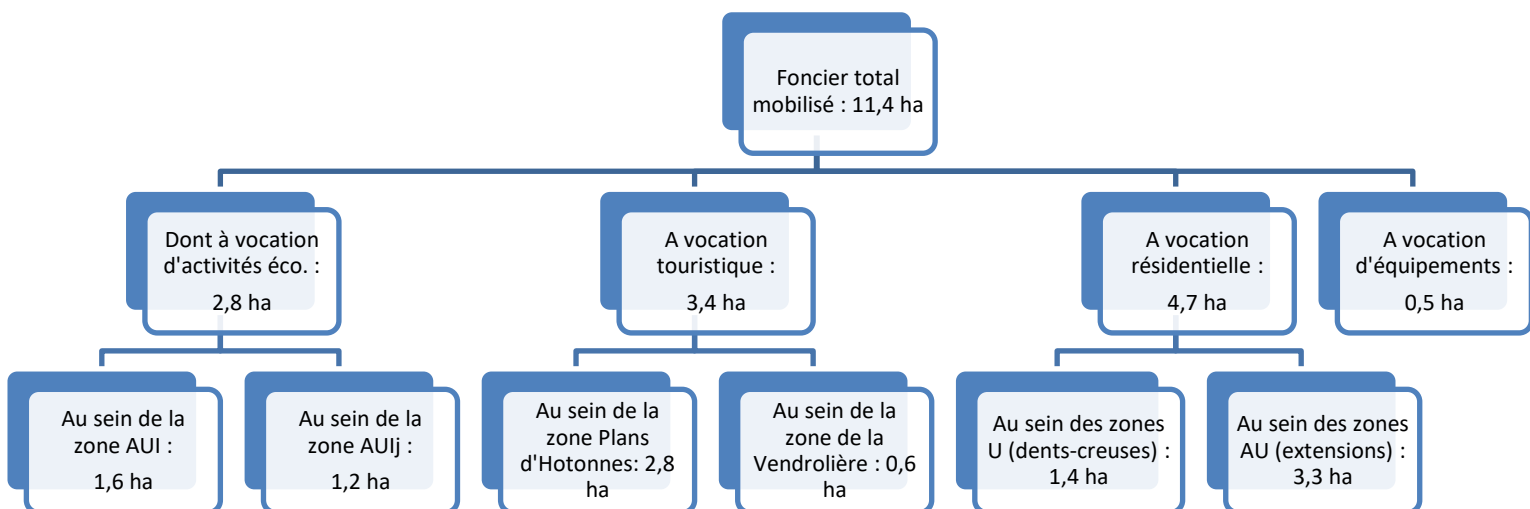 Foncier total
mobilisé : 11,4 ha
Dont à vocation
d'activités éco. :
2,8 ha
A vocation
touristique :
3,4 ha
A vocation
résidentielle :
4,7 ha
A vocation
d'équipements :
0,5 ha
Au sein de la
zone AUI :
1,6 ha
Au sein de la
zone AUIj :
1,2 ha
Au sein de la
zone Plans
d'Hotonnes: 2,8
ha
Au sein de la
zone de la
Vendrolière : 0,6
ha
Au sein des zones
U (dents-creuses) :
1,4 ha
Au sein des zones
AU (extensions) :
3,3 ha